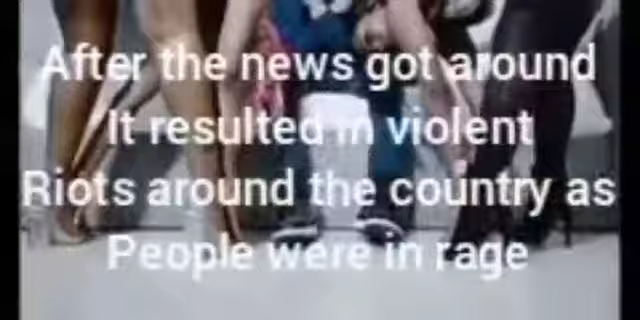 After the news got around
It resulted in violent
Riots around the country as
People were in rage